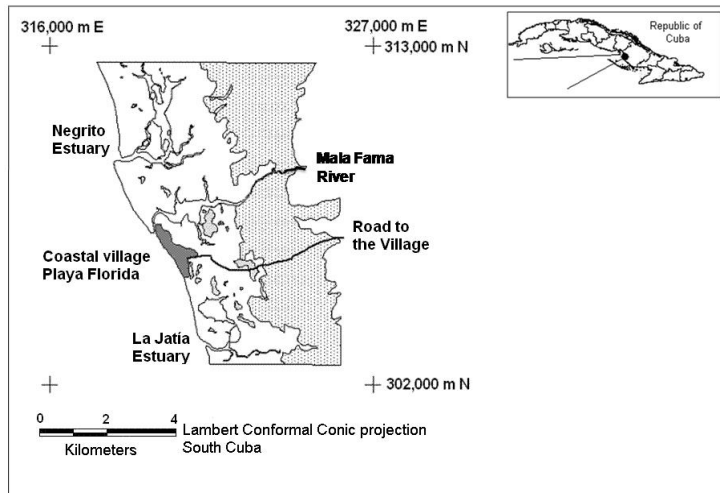 316,000 m E
327,000 m E
313,000 m N
Republic of
Cuba
Negrito
Estuary
Mala Fama
River
Road to
the Village
Coastal village
Playa Florida
La Jatía
Estuary
302,000 m N
0 2 4
Kilometers
Lambert Conformal Conic projection
South Cuba